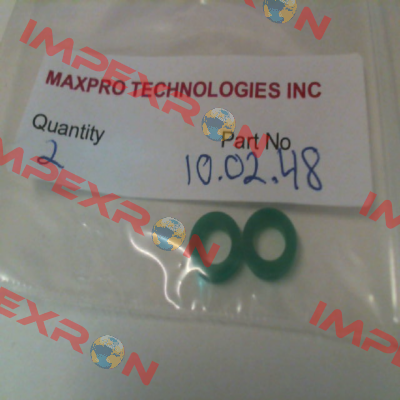 MAXPRO TECHNOLOGIES INC
Quantity Part No
2 10.02.48
IMPEXRON
IMPEXRON
IMPEXRON
IMPEXRON